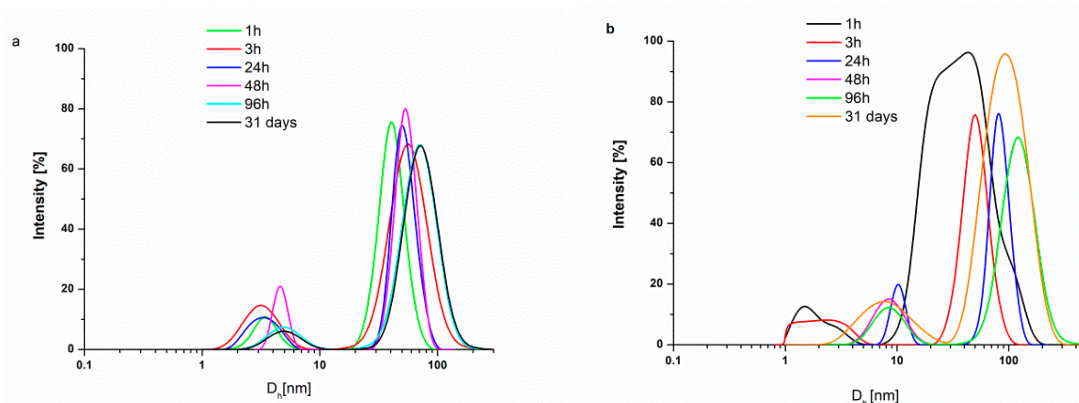 a
1h
3h
24h
48h
96h
31 days
100
80
60
40
20
0
Intensity [%]
0.1 1 10 100
Dh[nm]
b
1h
3h
24h
48h
96h
31 days
100
80
60
40
20
0
Intensity [%]
0.1 1 10 100
Dh [nm]